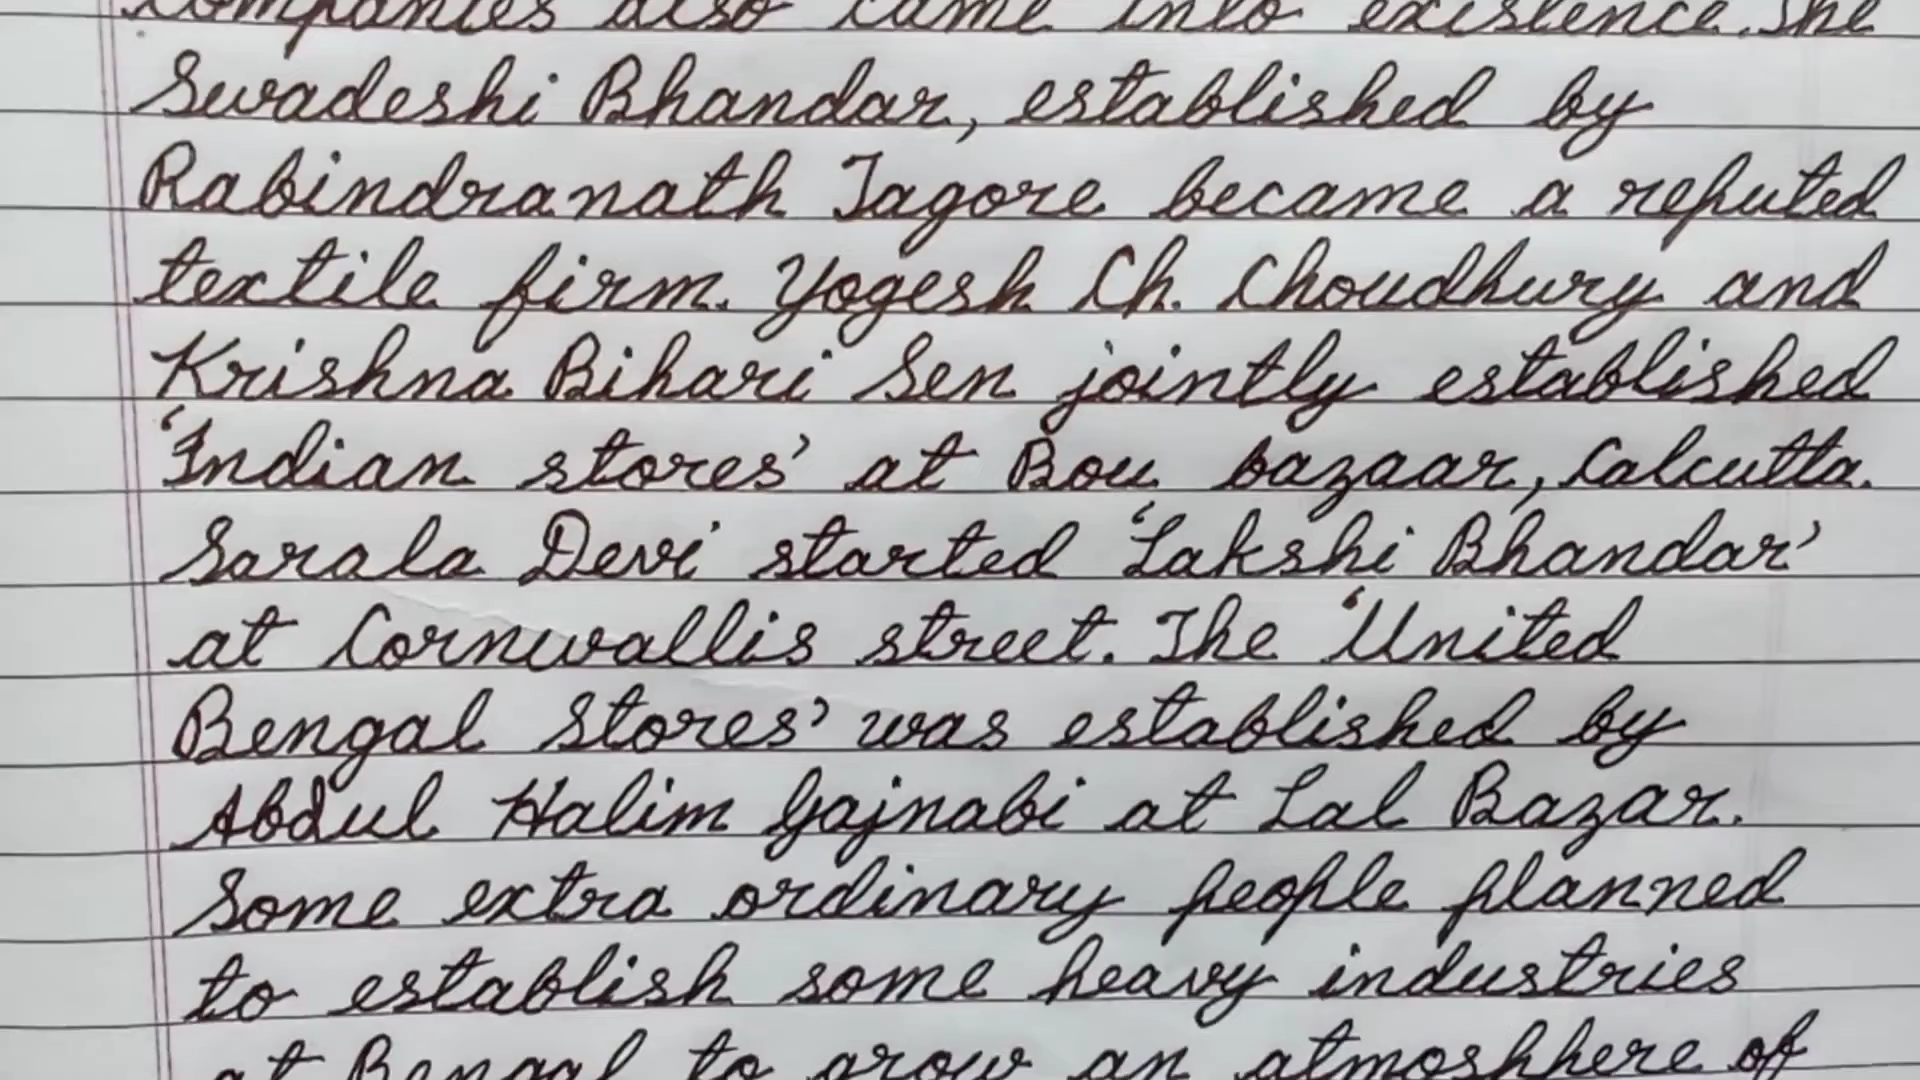 companies also came into existence. The
Swadeshi Bhandar, established by
Rabindranath Tagore became a reputed
textile firm. Yogesh Ch. Choudhury and
Krishna Bihari Sen jointly established
'Indian stores' at Bou bazaar, Calcutta.
Sarala Devi started 'Lakshi Bhandar'
at Cornwallis street. The 'United
Bengal Stores' was established by
Abdul Halim Gajnabi at Lal Bazar.
Some extra ordinary people planned
to establish some heavy industries
at Bengal to grow an atmosphere of